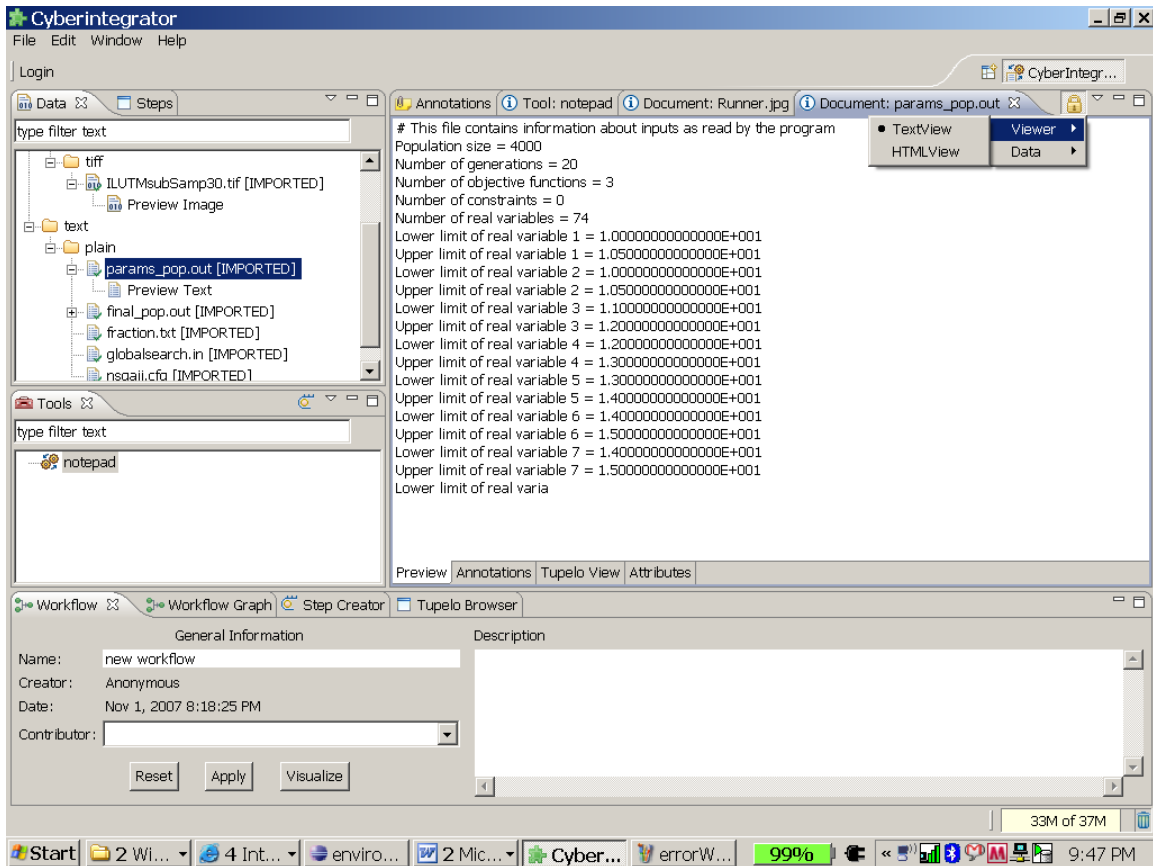 Cyberintegrator
File Edit Window Help
Login
CyberIntegr...
Data Steps
type filter text
tiff
ILUTMsubSamp30.tif [IMPORTED]
Preview Image
text
plain
params_pop.out [IMPORTED]
Preview Text
final_pop.out [IMPORTED]
fraction.txt [IMPORTED]
globalsearch.in [IMPORTED]
nsgaii.cfg [IMPORTED]
Tools
type filter text
notepad
Annotations Tool: notepad Document: Runner.jpg Document: params_pop.out
TextView Viewer
HTMLView Data
# This file contains information about inputs as read by the program
Population size = 4000
Number of generations = 20
Number of objective functions = 3
Number of constraints = 0
Number of real variables = 74
Lower limit of real variable 1 = 1.00000000000000E+001
Upper limit of real variable 1 = 1.05000000000000E+001
Lower limit of real variable 2 = 1.00000000000000E+001
Upper limit of real variable 2 = 1.05000000000000E+001
Lower limit of real variable 3 = 1.10000000000000E+001
Upper limit of real variable 3 = 1.20000000000000E+001
Lower limit of real variable 4 = 1.20000000000000E+001
Upper limit of real variable 4 = 1.30000000000000E+001
Lower limit of real variable 5 = 1.30000000000000E+001
Upper limit of real variable 5 = 1.40000000000000E+001
Lower limit of real variable 6 = 1.40000000000000E+001
Upper limit of real variable 6 = 1.50000000000000E+001
Lower limit of real variable 7 = 1.40000000000000E+001
Upper limit of real variable 7 = 1.50000000000000E+001
Lower limit of real varia
Preview Annotations Tupelo View Attributes
Workflow Workflow Graph Step Creator Tupelo Browser
General Information Description
Name: new workflow
Creator: Anonymous
Date: Nov 1, 2007 8:18:25 PM
Contributor:
Reset Apply Visualize
33M of 37M
Start 2 Wi... 4 Int... enviro... 2 Mic... Cyber... errorW... 99% « 9:47 PM